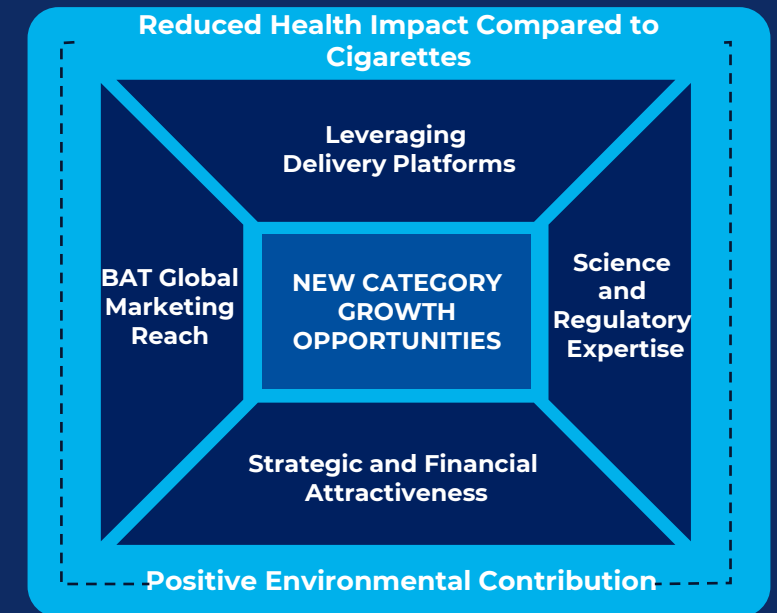 Reduced Health Impact Compared to
Cigarettes
Leveraging
Delivery Platforms
BAT Global
Marketing
Reach
NEW CATEGORY
GROWTH
OPPORTUNITIES
Science
and
Regulatory
Expertise
Strategic and Financial
Attractiveness
Positive Environmental Contribution